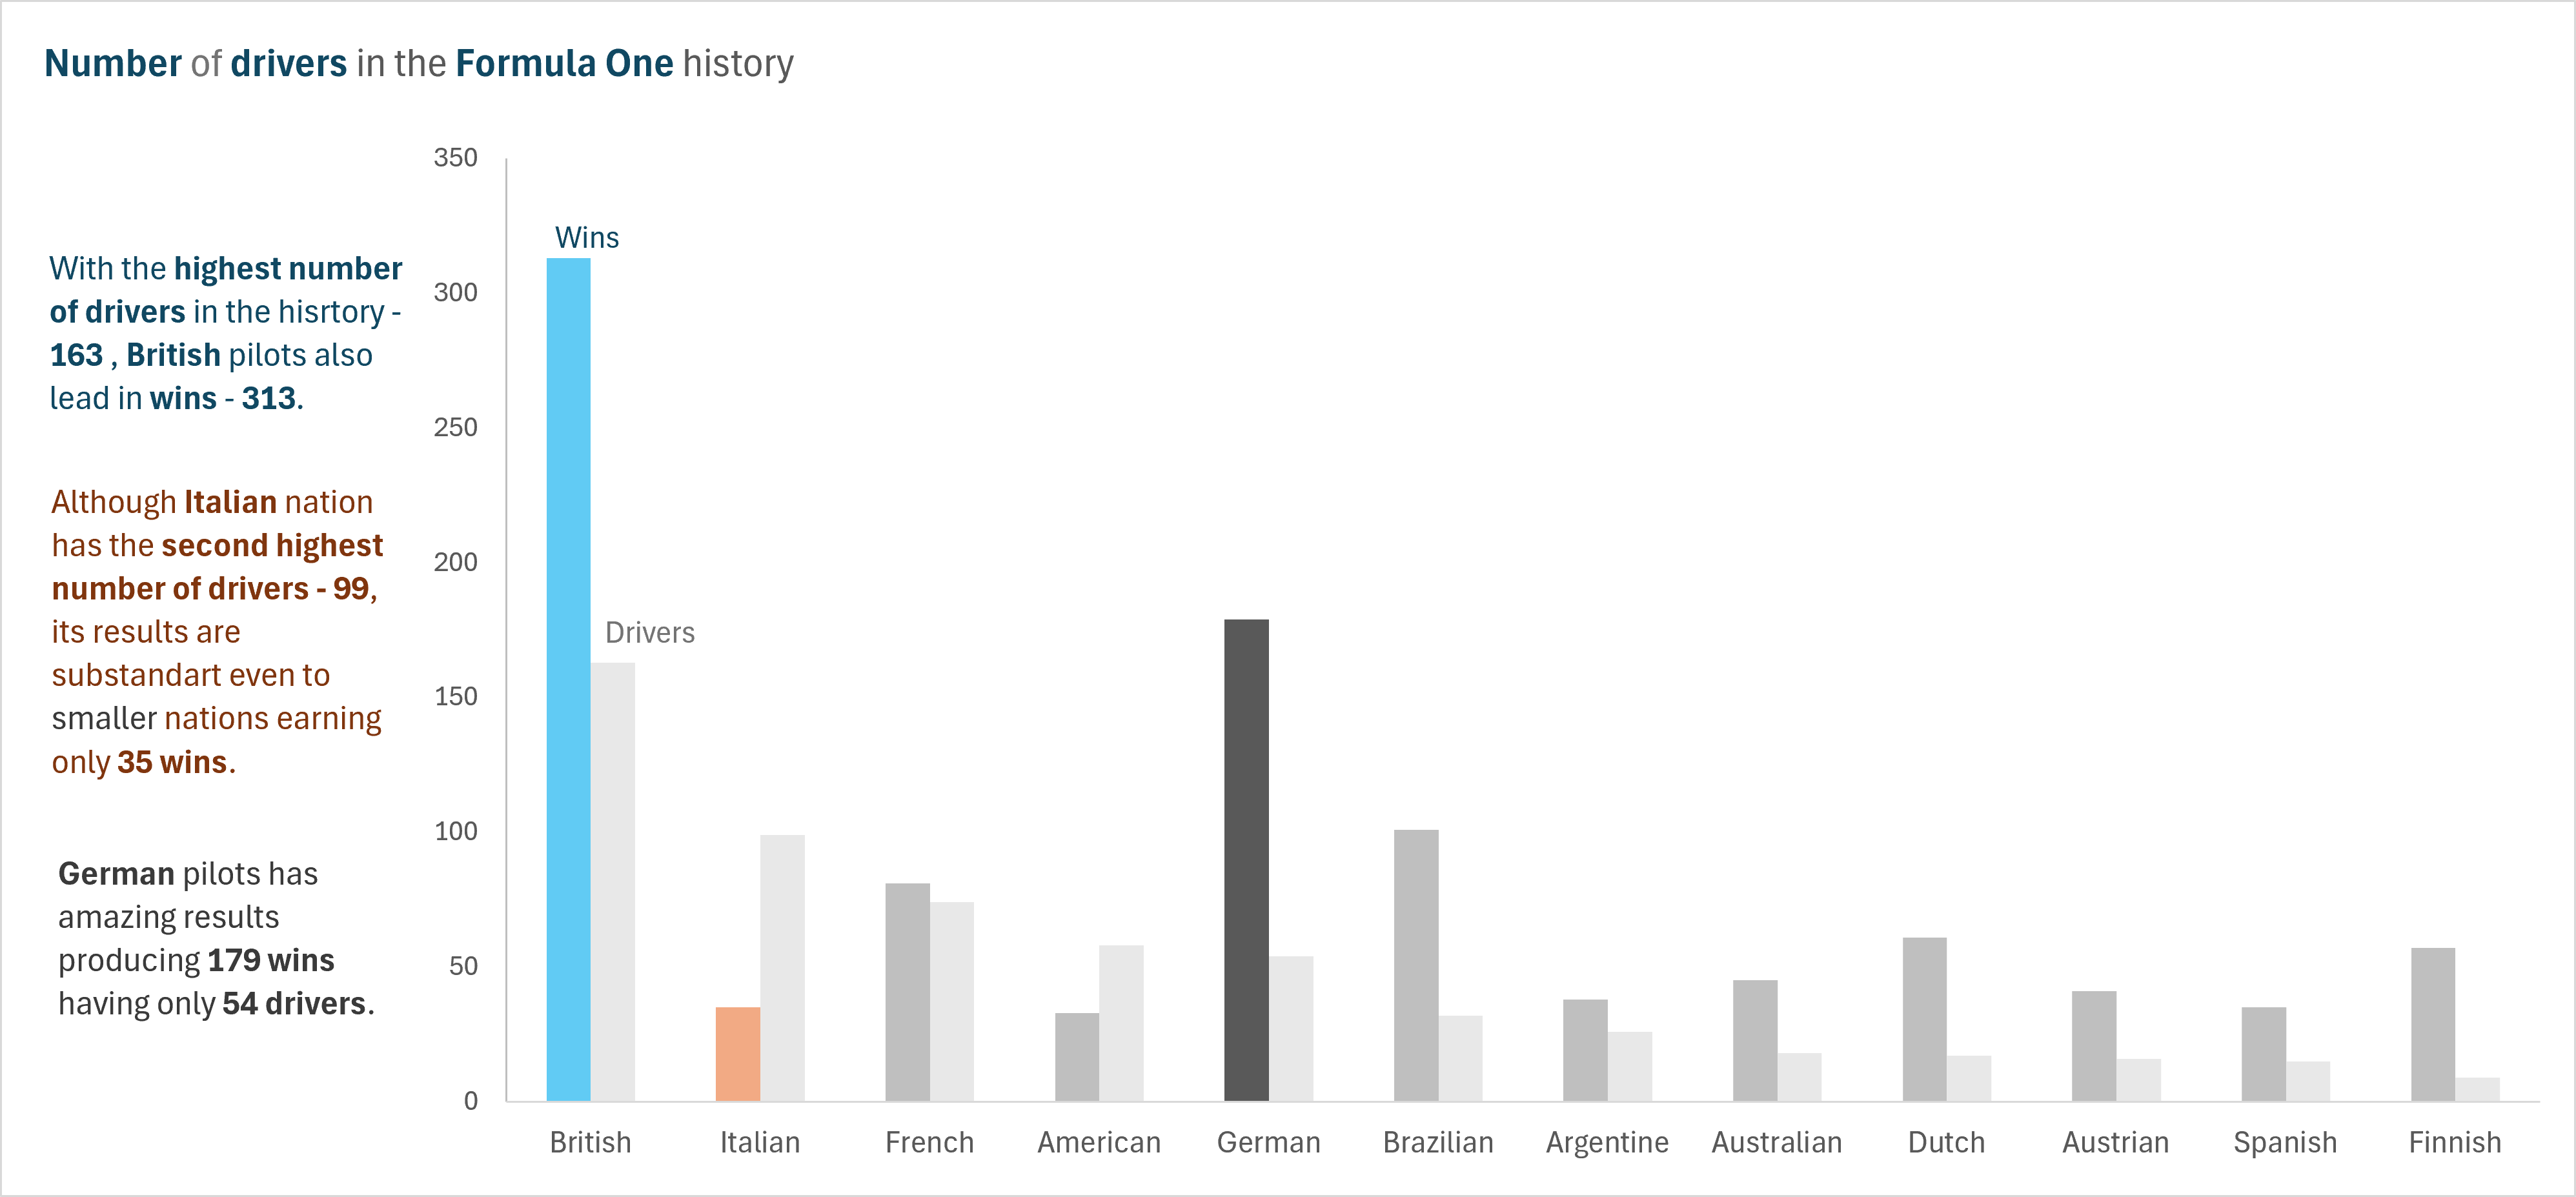 Number of drivers in the Formula One history
With the highest number
of drivers in the hisrtory -
163 , British pilots also
lead in wins - 313.
Although Italian nation
has the second highest
number of drivers - 99,
its results are
substandart even to
smaller nations earning
only 35 wins.
German pilots has
amazing results
producing 179 wins
having only 54 drivers.
350
300
250
200
150
100
50
0
Wins
Drivers
British Italian French American German Brazilian Argentine Australian Dutch Austrian Spanish Finnish